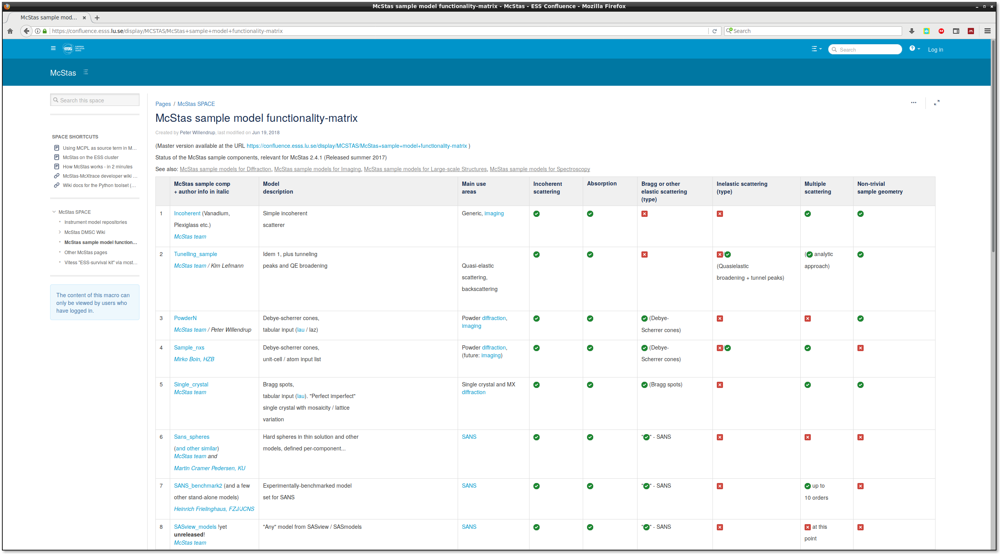 McStas sample model functionality-matrix - McStas - ESS Confluence - Mozilla Firefox
McStas sample mod...
https://confluence.esss.lu.se/display/MCSTAS/McStas+sample+model+functionality-matrix
Search
ess EUROPEAN SPALLATION SOURCE
Search
Log in
McStas
Search this space
SPACE SHORTCUTS
Using MCPL as source term in M...
McStas on the ESS cluster
How McStas works - in 2 minutes
McStas-McXtrace developer wiki ...
Wiki docs for the Python toolset (...
McStas SPACE
Instrument model repositories
McStas DMSC Wiki
McStas sample model function...
Other McStas pages
Vitess "ESS-survival kit" via mcst...
The content of this macro can
only be viewed by users who
have logged in.
Pages / McStas SPACE
McStas sample model functionality-matrix
Created by Peter Willendrup, last modified on Jun 19, 2018
(Master version available at the URL https://confluence.esss.lu.se/display/MCSTAS/McStas+sample+model+functionality-matrix )
Status of the McStas sample components, relevant for McStas 2.4.1 (Released summer 2017)
See also: McStas sample models for Diffraction, McStas sample models for Imaging, McStas sample models for Large-scale Structures, McStas sample models for Spectroscopy
McStas sample comp
+ author info in italic
Model
description
Main use
areas
Incoherent
scattering
Absorption
Bragg or other
elastic scattering
(type)
Inelastic scattering
(type)
Multiple
scattering
Non-trivial
sample geometry
1
Incoherent (Vanadium,
Plexiglass etc.)
McStas team
Simple incoherent
scatterer
Generic, imaging
2
Tunelling_sample
McStas team / Kim Lefmann
Idem 1, plus tunneling
peaks and QE broadening
Quasi-elastic
scattering,
backscattering
/
(Quasielastic
broadening + tunnel peaks)
( analytic
approach)
3
PowderN
McStas team / Peter Willendrup
Debye-scherrer cones,
tabular input (lau / laz)
Powder diffraction,
imaging
(Debye-
Scherrer cones)
4
Sample_nxs
Mirko Boin, HZB
Debye-scherrer cones,
unit-cell / atom input list
Powder diffraction,
(future: imaging)
(Debye-
Scherrer cones)
/
5
Single_crystal
McStas team
Bragg spots,
tabular input (lau). "Perfect imperfect"
single crystal with mosaicity / lattice
variation
Single crystal and MX
diffraction
(Bragg spots)
6
Sans_spheres
(and other similar)
McStas team and
Martin Cramer Pedersen, KU
Hard spheres in thin solution and other
models, defined per-component...
SANS
"" - SANS
7
SANS_benchmark2 (and a few
other stand-alone models)
Heinrich Frielinghaus, FZJ/JCNS
Experimentally-benchmarked model
set for SANS
SANS
"" - SANS
up to
10 orders
8
SASview_models !yet
unreleased!
McStas team
"Any" model from SASview / SASmodels
SANS
"" - SANS
at this
point